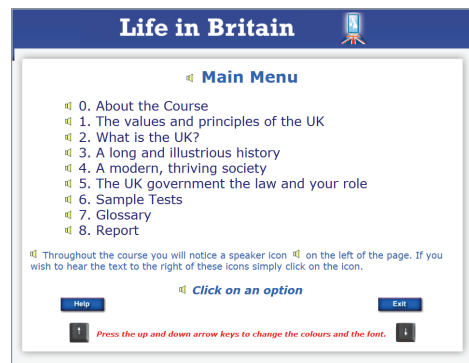 Life in Britain
Main Menu
0. About the Course
1. The values and principles of the UK
2. What is the UK?
3. A long and illustrious history
4. A modern, thriving society
5. The UK government the law and your role
6. Sample Tests
7. Glossary
8. Report
Throughout the course you will notice a speaker icon on the left of the page. If you
wish to hear the text to the right of these icons simply click on the icon.
Click on an option
Help Exit
Press the up and down arrow keys to change the colours and the font.